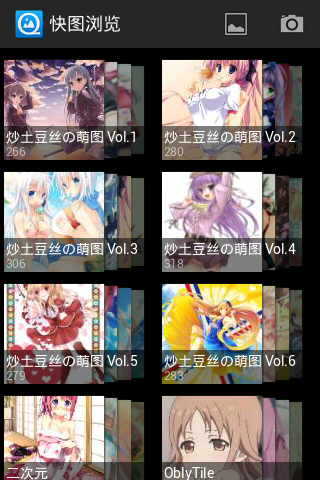 快图浏览
炒土豆丝の萌图 Vol.1
266
炒土豆丝の萌图 Vol.2
280
炒土豆丝の萌图 Vol.3
306
炒土豆丝の萌图 Vol.4
318
炒土豆丝の萌图 Vol.5
279
炒土豆丝の萌图 Vol.6
283
二次元
OblyTile